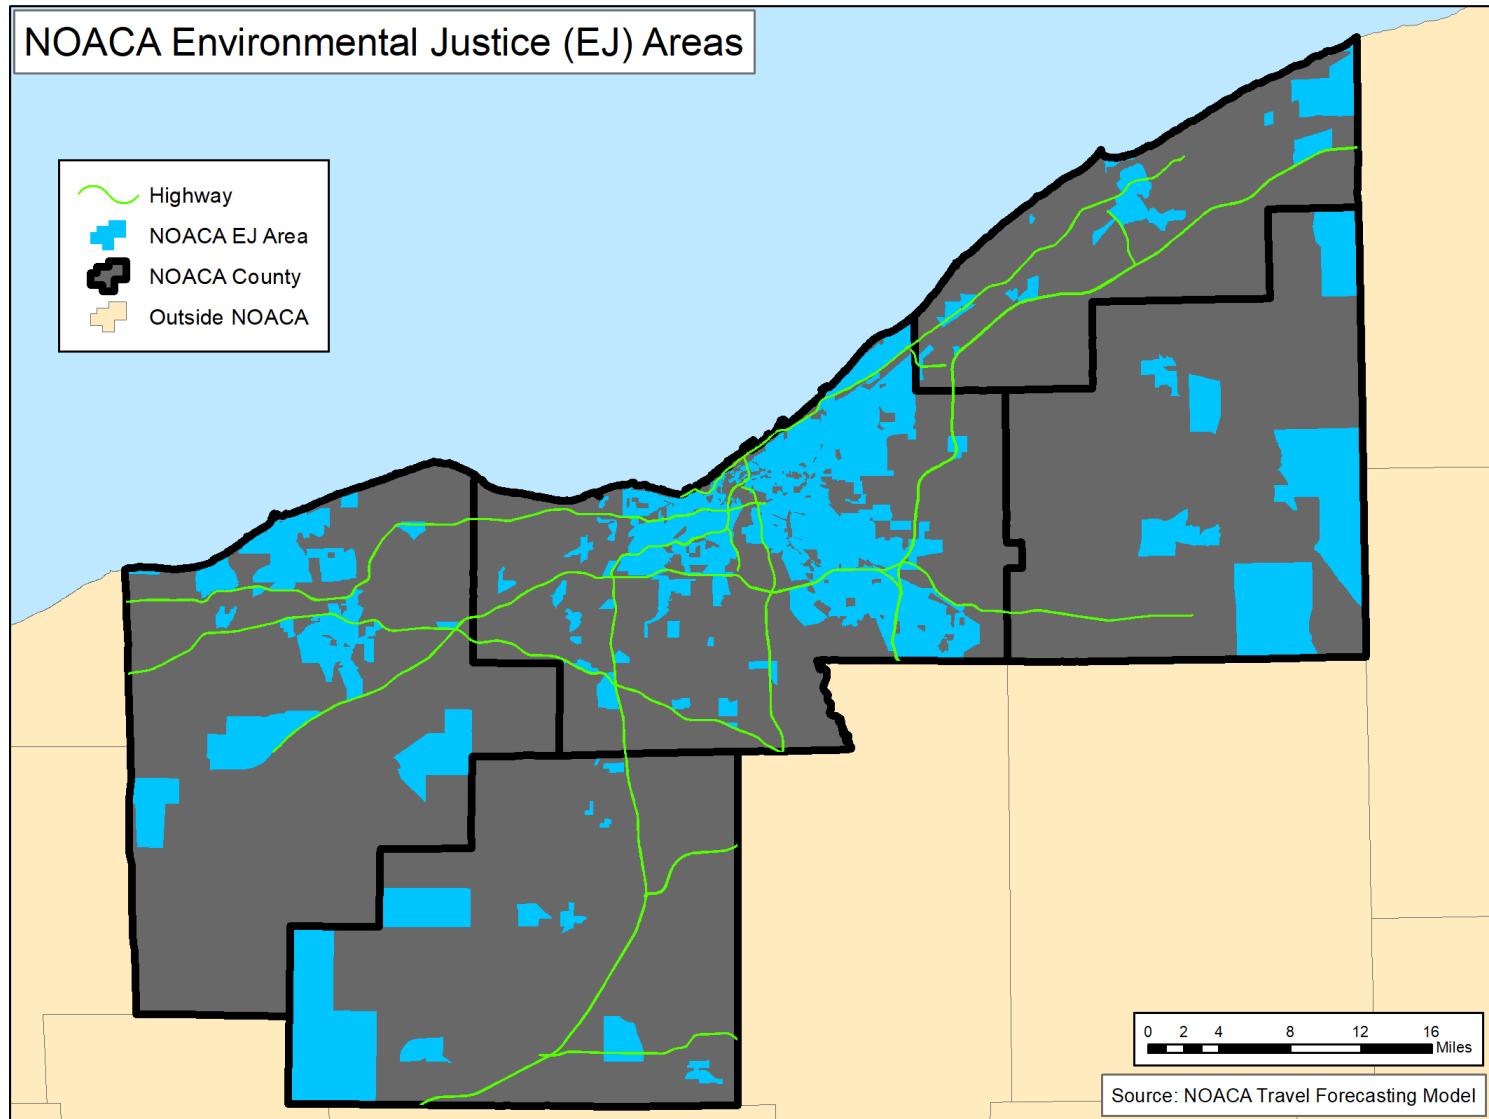 NOACA Environmental Justice (EJ) Areas
Highway
NOACA EJ Area
NOACA County
Outside NOACA
0 2 4 8 12 16
Miles
Source: NOACA Travel Forecasting Model